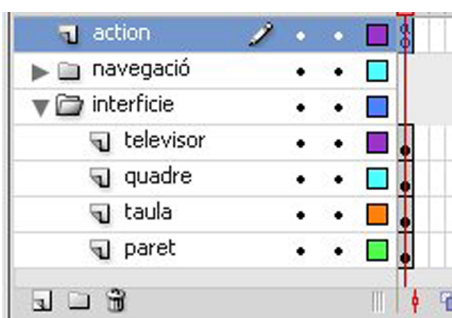 action
navegació
interficie
televisor
quadre
taula
paret